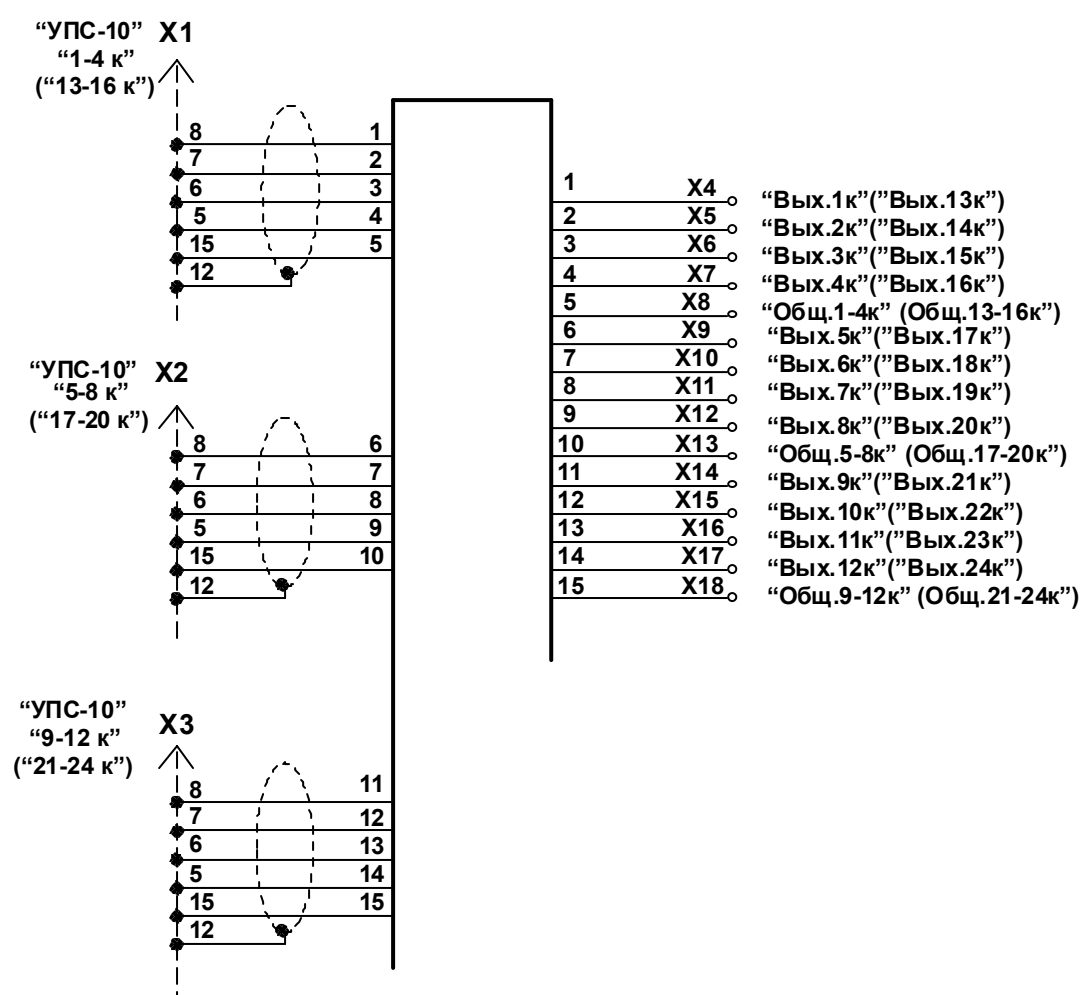 “УПС-10” X1
“1-4 к”
(“13-16 к”)
8 1
7 2
6 3
5 4
15 5
12
“УПС-10” X2
“5-8 к”
(“17-20 к”)
8 6
7 7
6 8
5 9
15 10
12
“УПС-10” X3
“9-12 к”
(“21-24 к”)
8 11
7 12
6 13
5 14
15 15
12
1 X4 “Вых.1к”(”Вых.13к”)
2 X5 “Вых.2к”(”Вых.14к”)
3 X6 “Вых.3к”(”Вых.15к”)
4 X7 “Вых.4к”(”Вых.16к”)
5 X8 “Общ.1-4к” (Общ.13-16к”)
6 X9 “Вых.5к”(”Вых.17к”)
7 X10 “Вых.6к”(”Вых.18к”)
8 X11 “Вых.7к”(”Вых.19к”)
9 X12 “Вых.8к”(”Вых.20к”)
10 X13 “Общ.5-8к” (Общ.17-20к”)
11 X14 “Вых.9к”(”Вых.21к”)
12 X15 “Вых.10к”(”Вых.22к”)
13 X16 “Вых.11к”(”Вых.23к”)
14 X17 “Вых.12к”(”Вых.24к”)
15 X18 “Общ.9-12к” (Общ.21-24к”)